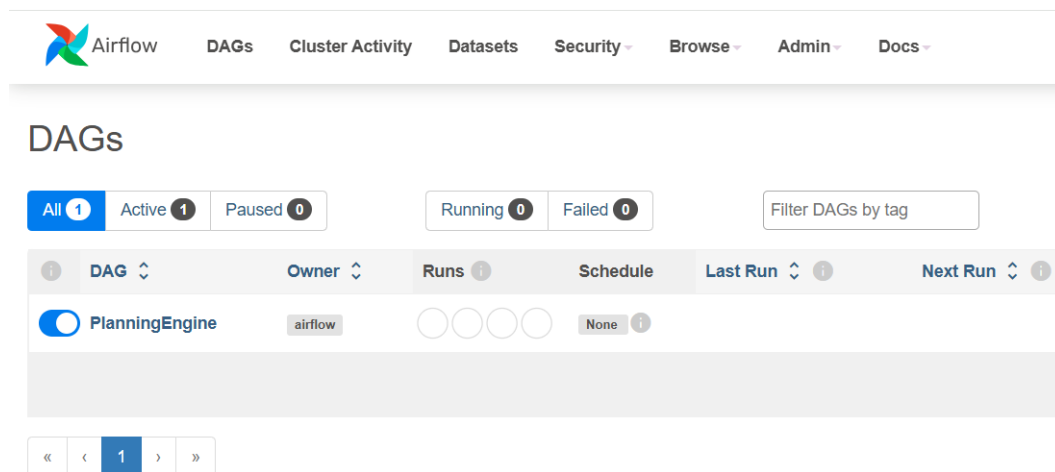 Airflow DAGs Cluster Activity Datasets Security Browse Admin Docs
DAGs
All 1 Active 1 Paused 0 Running 0 Failed 0 Filter DAGs by tag
DAG Owner Runs Schedule Last Run Next Run
PlanningEngine airflow None
« ‹ 1 › »